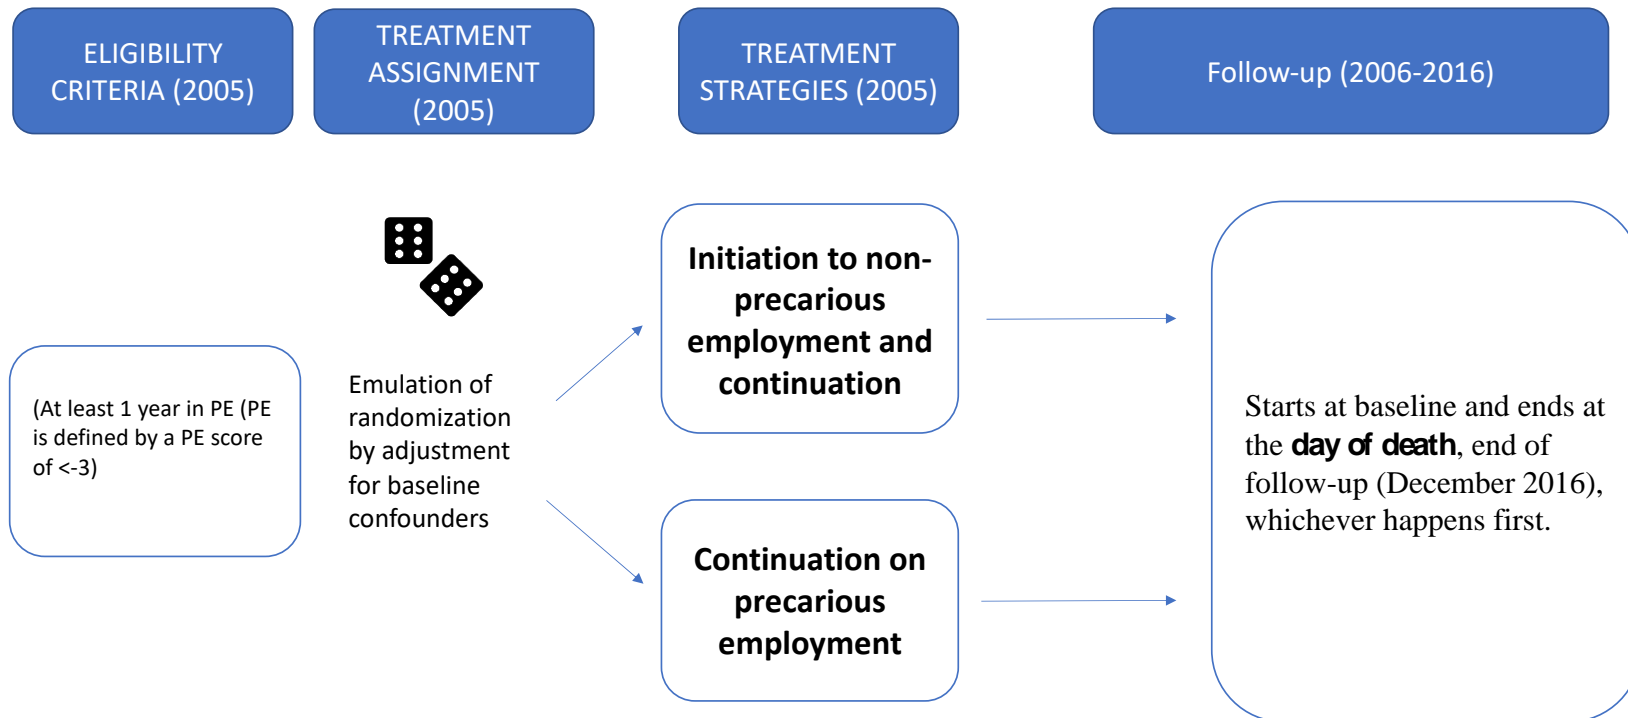 ELIGIBILITY
CRITERIA (2005)
TREATMENT
ASSIGNMENT
(2005)
TREATMENT
STRATEGIES (2005)
Follow-up (2006-2016)
(At least 1 year in PE (PE
is defined by a PE score
of <-3)
Emulation of
randomization
by adjustment
for baseline
confounders
Initiation to non-
precarious
employment and
continuation
Continuation on
precarious
employment
Starts at baseline and ends at
the day of death, end of
follow-up (December 2016),
whichever happens first.